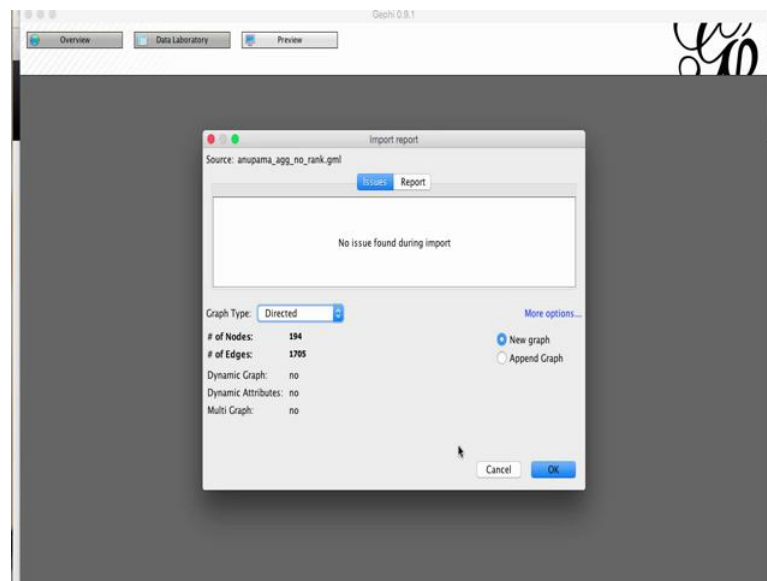 Gephi 0.9.1
Overview Data Laboratory Preview
Import report
Source: anupama_agg_no_rank.gml
Issues Report
No issue found during import
Graph Type: Directed More options...
# of Nodes: 194 New graph
# of Edges: 1705 Append Graph
Dynamic Graph: no
Dynamic Attributes: no
Multi Graph: no
Cancel OK